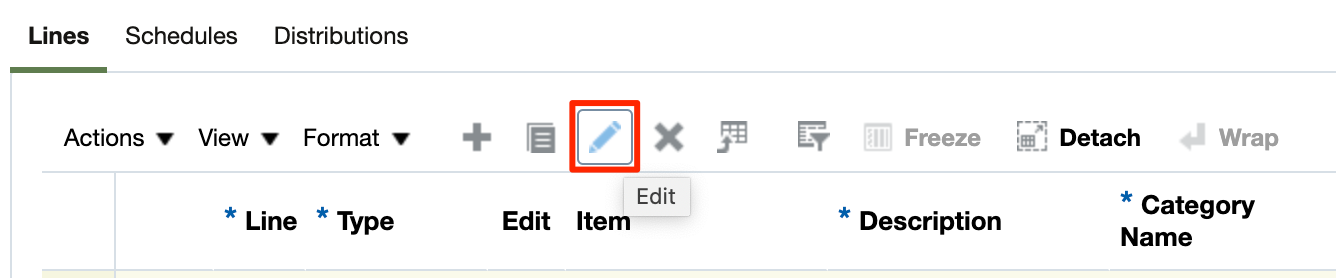 Lines Schedules Distributions
Actions View Format Freeze Detach Wrap
Edit
* Line * Type Edit Item * Description * Category
Name